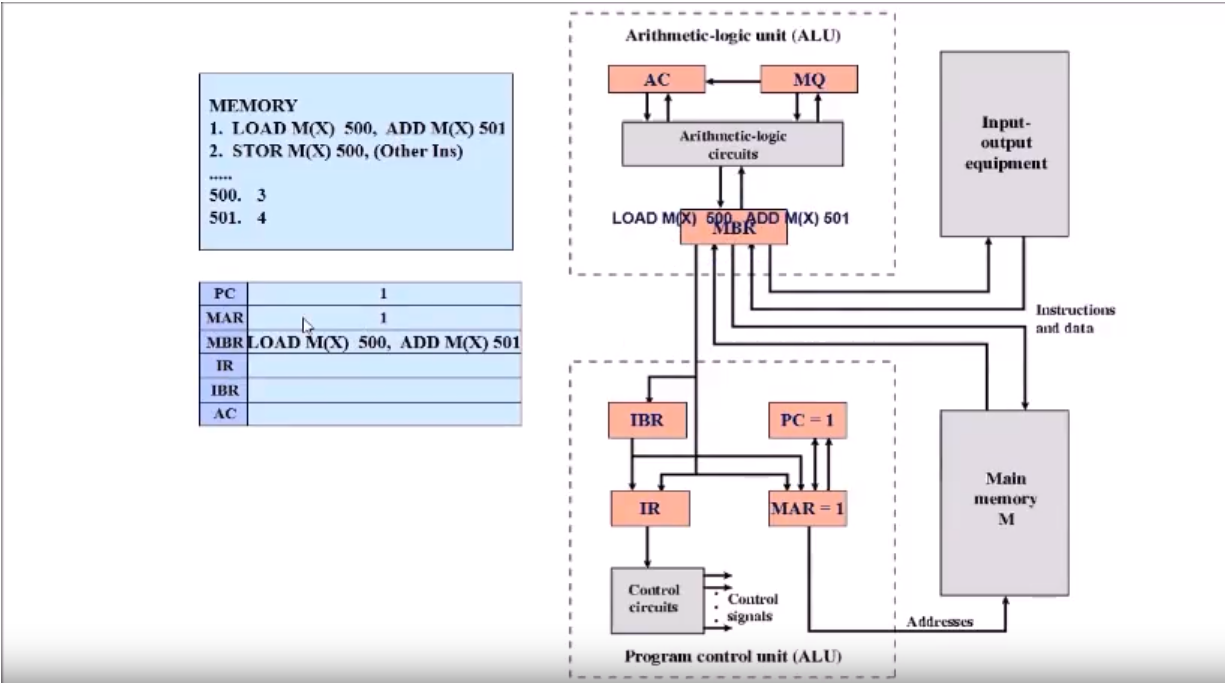 MEMORY
1. LOAD M(X) 500, ADD M(X) 501
2. STOR M(X) 500, (Other Ins)
.....
500. 3
501. 4
PC 1
MAR 1
MBR LOAD M(X) 500, ADD M(X) 501
IR
IBR
AC
Arithmetic-logic unit (ALU)
AC
MQ
Arithmetic-logic
circuits
LOAD M(X) 500, ADD M(X) 501
MBR
Input-
output
equipment
Instructions
and data
IBR
PC = 1
IR
MAR = 1
Main
memory
M
Control
circuits
Control
signals
Addresses
Program control unit (ALU)